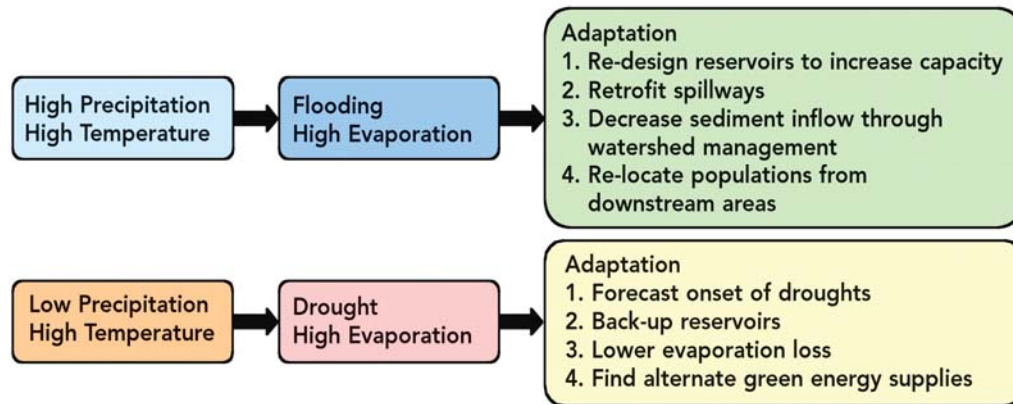 High Precipitation
High Temperature
Flooding
High Evaporation
Adaptation
1. Re-design reservoirs to increase capacity
2. Retrofit spillways
3. Decrease sediment inflow through
watershed management
4. Re-locate populations from
downstream areas
Low Precipitation
High Temperature
Drought
High Evaporation
Adaptation
1. Forecast onset of droughts
2. Back-up reservoirs
3. Lower evaporation loss
4. Find alternate green energy supplies